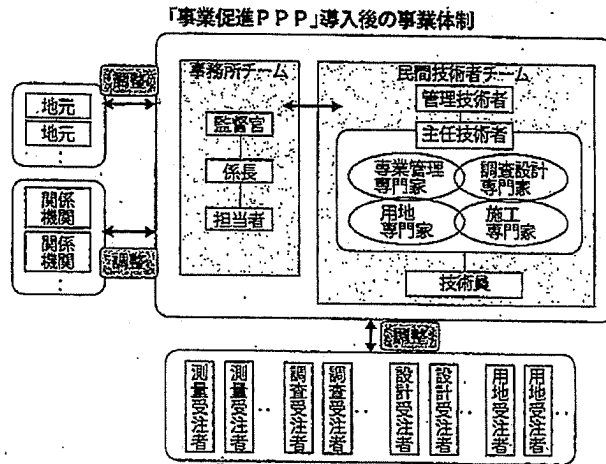 「事業促進PPP」導入後の事業体制
調整
事務所チーム
民間技術者チーム
地元
地元
監督官
係長
担当者
管理技術者
主任技術者
専業管理
専門家
調査設計
専門家
用地
専門家
施工
専門家
技術員
関係
機関
関係
機関
調整
調整
測量受注者
測量受注者
調査受注者
調査受注者
設計受注者
設計受注者
用地受注者
用地受注者